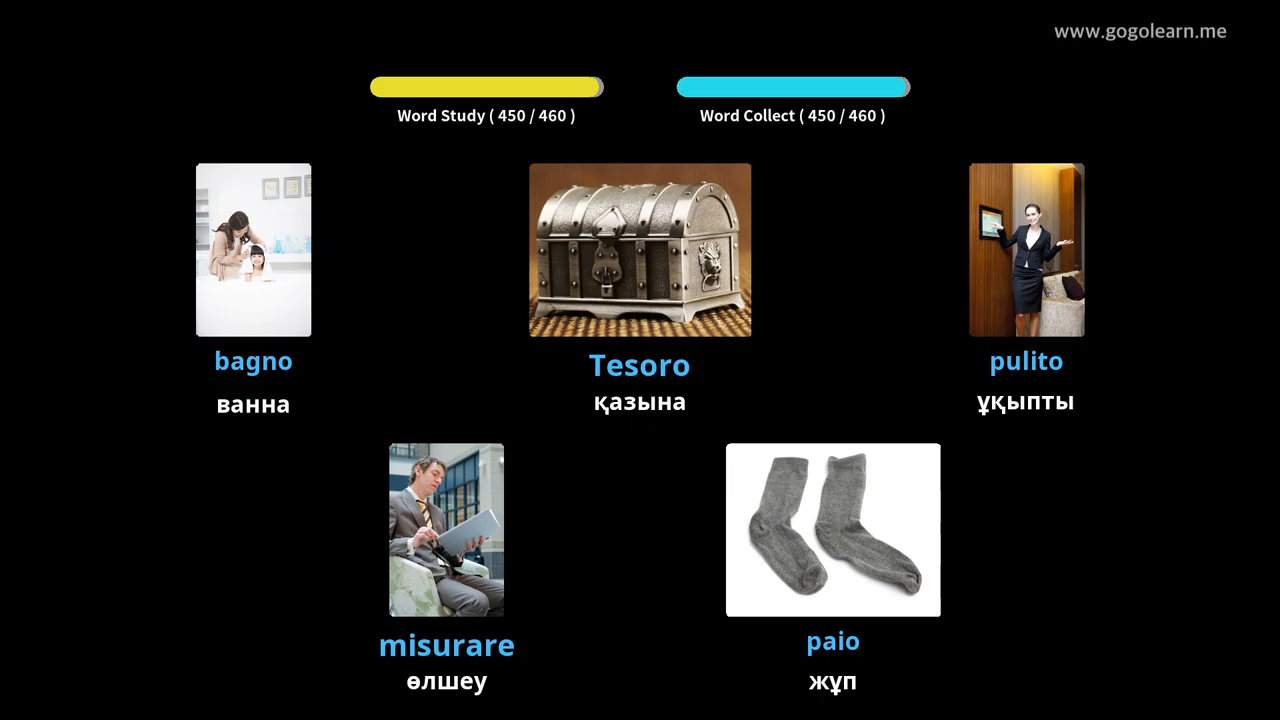 www.gogolearn.me
Word Study ( 450 / 460 )
Word Collect ( 450 / 460 )
bagno
ванна
Tesoro
қазына
pulito
ұқыпты
misurare
өлшеу
paio
жұп